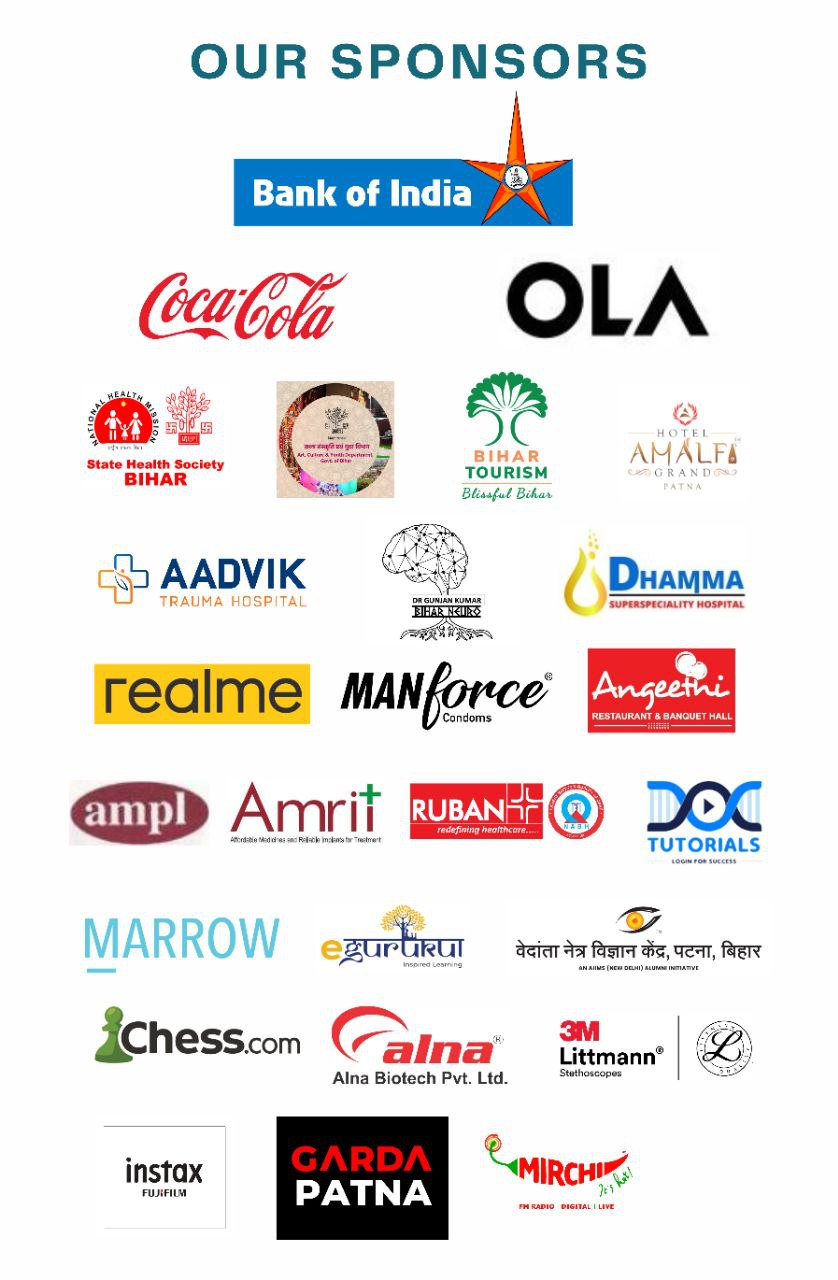 OUR SPONSORS
Bank of India
Coca-Cola
OLA
NATIONAL HEALTH MISSION
State Health Society
BIHAR
कला संस्कृति एवं युवा विभाग
Art, Culture & Youth Department,
Govt. of Bihar
BIHAR
TOURISM
Blissful Bihar
HOTEL
AMALFI
GRAND
PATNA
AADVIK
TRAUMA HOSPITAL
DR GUNJAN KUMAR
BIHAR NEURO
DHAMMA
SUPERSPECIALITY HOSPITAL
realme
MANforce®
Condoms
Angeethi
RESTAURANT & BANQUET HALL
ampl
Amrit
Affordable Medicines and Reliable Implants for Treatment
RUBAN
redefining healthcare.....
NABH
DOC
TUTORIALS
LOGIN FOR SUCCESS
MARROW
egurukul
Inspired Learning
वेदांता नेत्र विज्ञान केंद्र, पटना, बिहार
AN AIIMS (NEW DELHI) ALUMNI INITIATIVE
Chess.com
alna®
Alna Biotech Pvt. Ltd.
3M
Littmann®
Stethoscopes
L
instax
FUJIFILM
GARDA
PATNA
MIRCHI
It's Hot!
FM RADIO | DIGITAL | LIVE